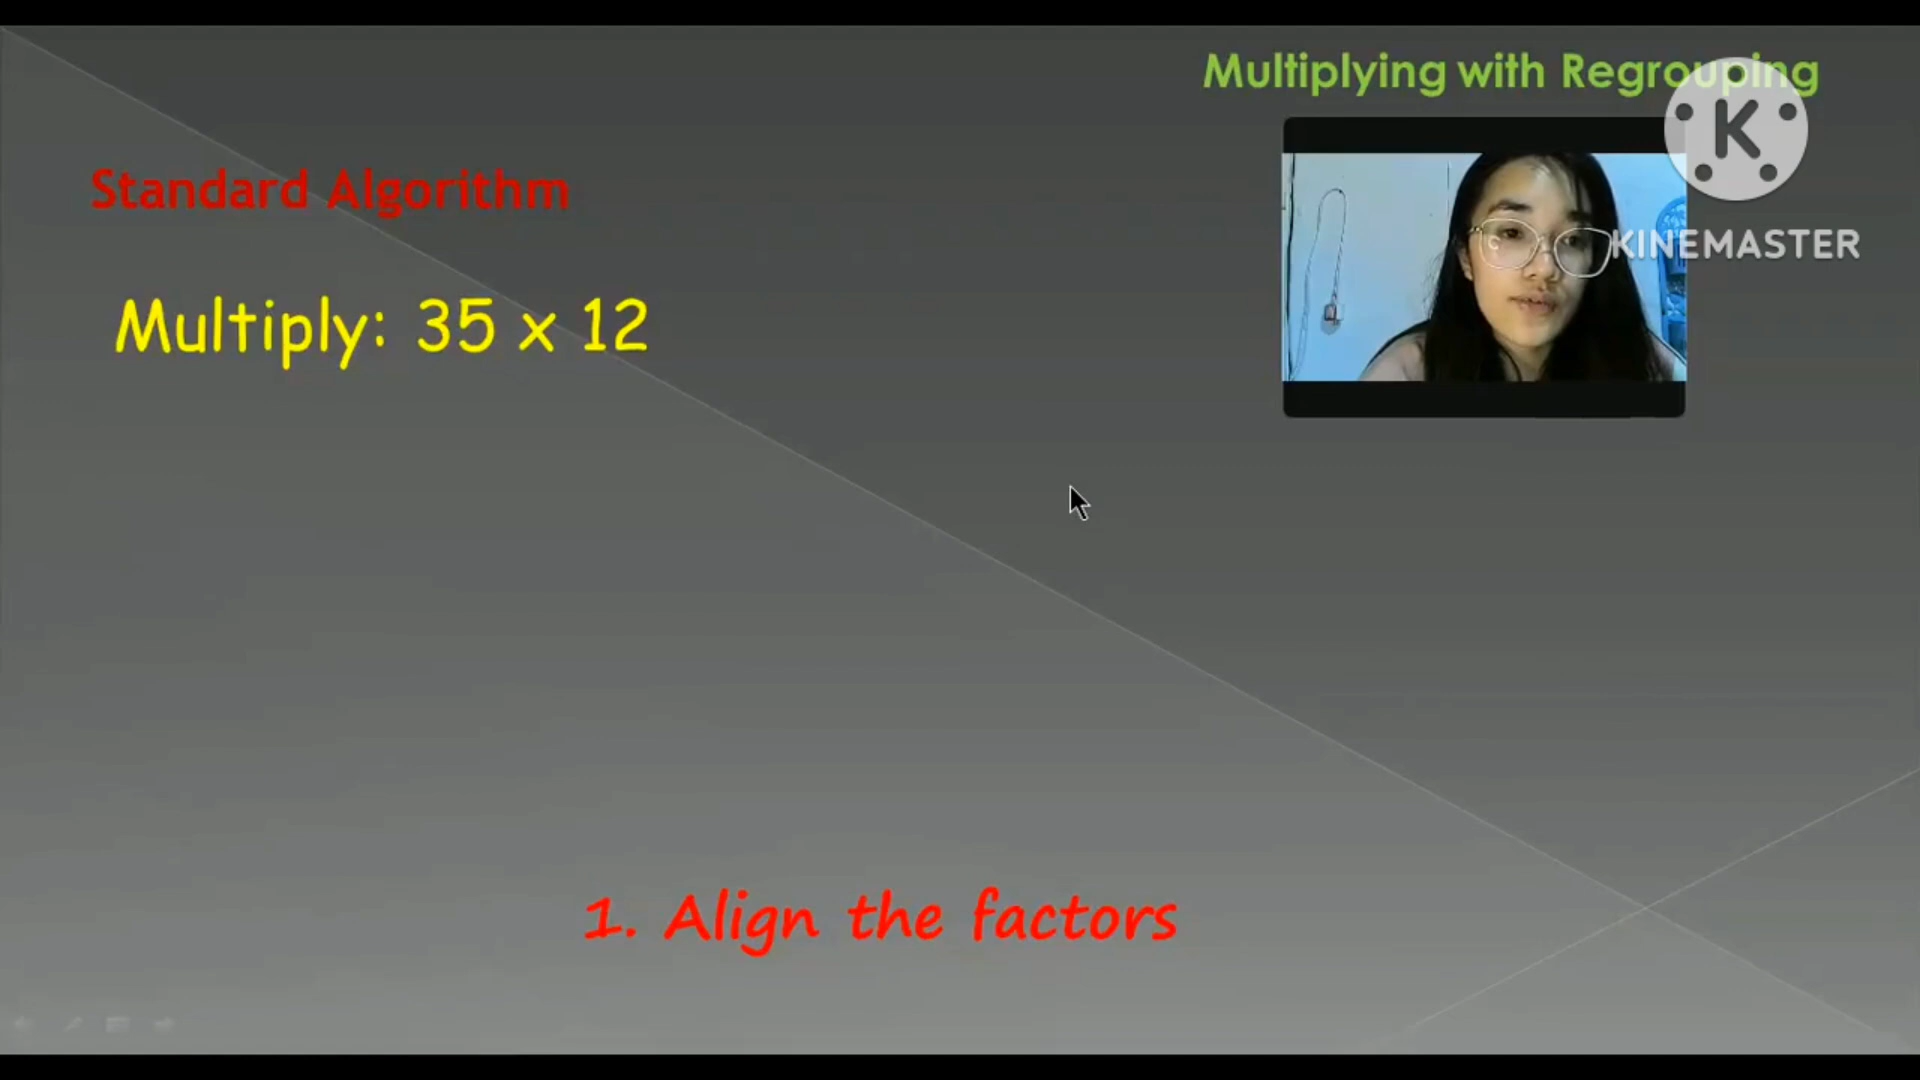 Multiplying with Regrouping
K
KINEMASTER
Standard Algorithm
Multiply: 35 x 12
1. Align the factors